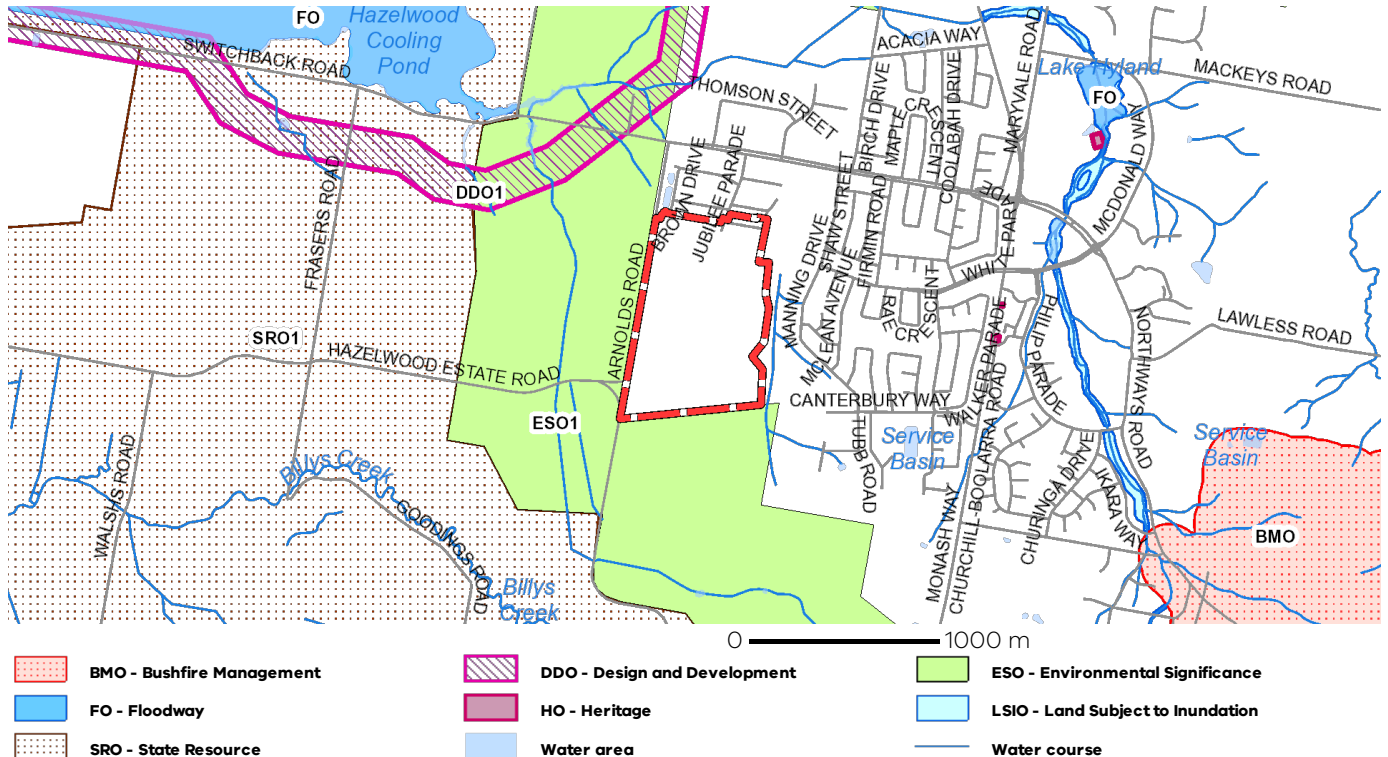 FO
Hazelwood
Cooling
Pond
SWITCHBACK ROAD
ACACIA WAY
MARYVALE ROAD
Lake Hyland
MACKEYS ROAD
FO
THOMSON STREET
BIRCH DRIVE
MAPLE CRESCENT
COOLABAH DRIVE
MCDONALD WAY
FRASERS ROAD
DDO1
BROWN DRIVE
JUBILEE PARADE
SHAW STREET
FIRMIN ROAD
MANNING DRIVE
MCLEAN AVENUE
WHITE PARADE
RAE CRESCENT
ARNOLDS ROAD
SRO1
HAZELWOOD ESTATE ROAD
ESO1
CANTERBURY WAY
WALKER PARADE
PHILIP PARADE
NORTHWAYS ROAD
LAWLESS ROAD
TUBB ROAD
Service
Basin
CHURCHILL-BOOLARRA ROAD
MONASH WAY
CHURINGA DRIVE
IKARA WAY
Service
Basin
BMO
WALSHS ROAD
Billys Creek
GOODINGS ROAD
Billys
Creek
0 1000 m
BMO - Bushfire Management
DDO - Design and Development
ESO - Environmental Significance
FO - Floodway
HO - Heritage
LSIO - Land Subject to Inundation
SRO - State Resource
Water area
Water course